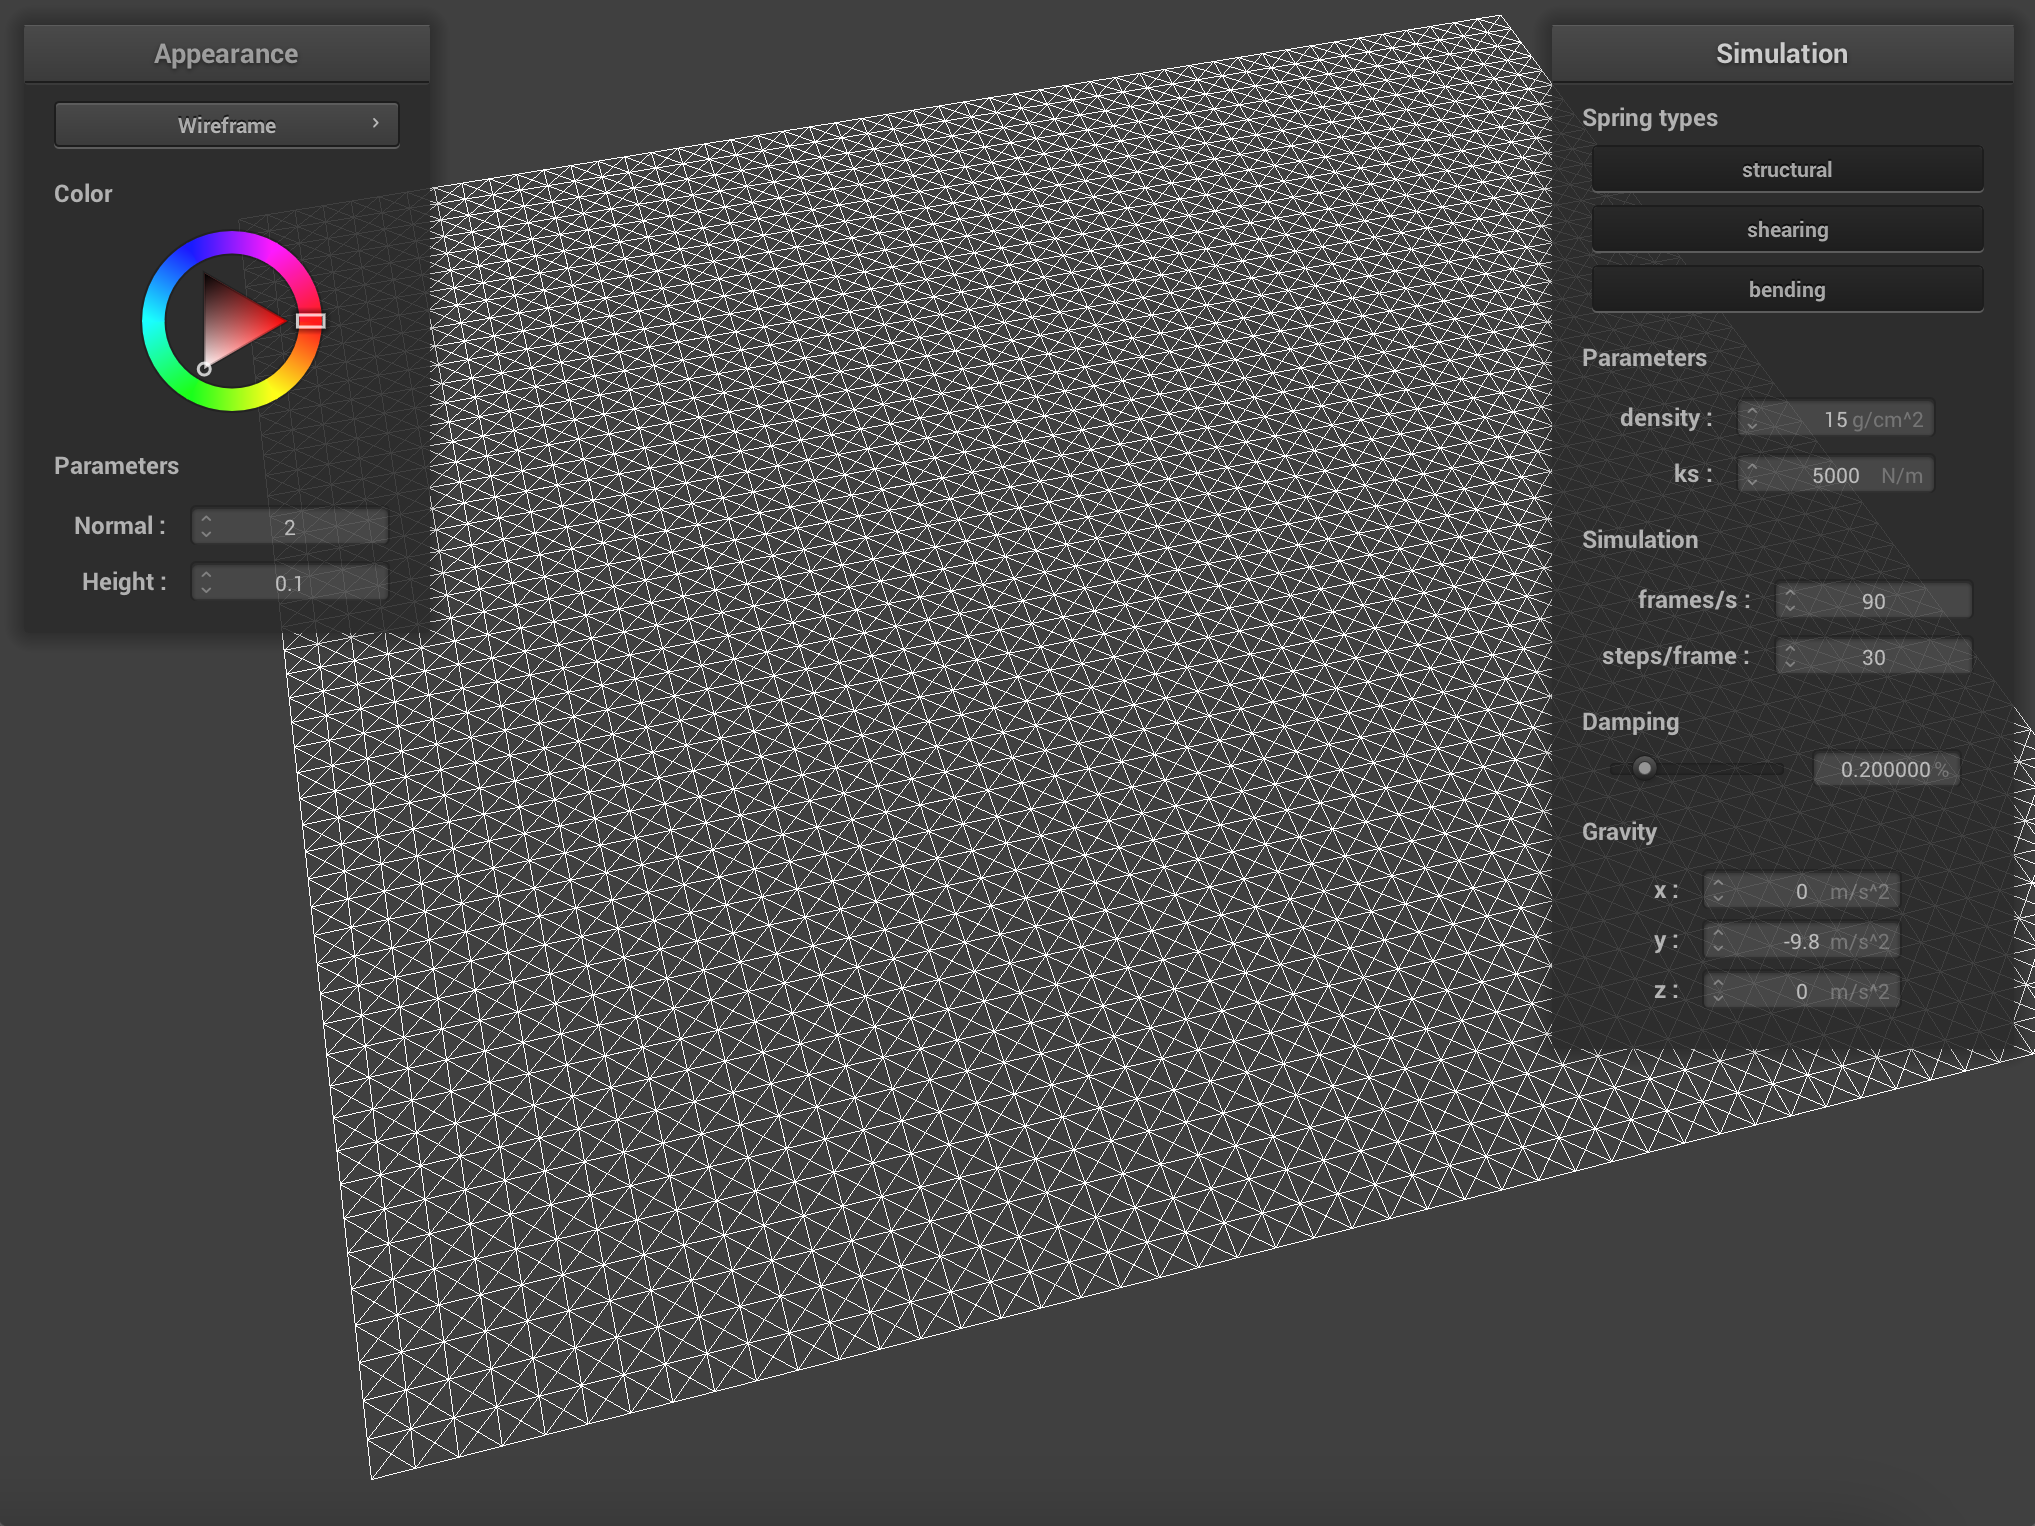 Appearance
Wireframe
Color
Parameters
Normal : 2
Height : 0.1
Simulation
Spring types
structural
shearing
bending
Parameters
density : 15 g/cm^2
ks : 5000 N/m
Simulation
frames/s : 90
steps/frame : 30
Damping
0.200000 %
Gravity
x : 0 m/s^2
y : -9.8 m/s^2
z : 0 m/s^2